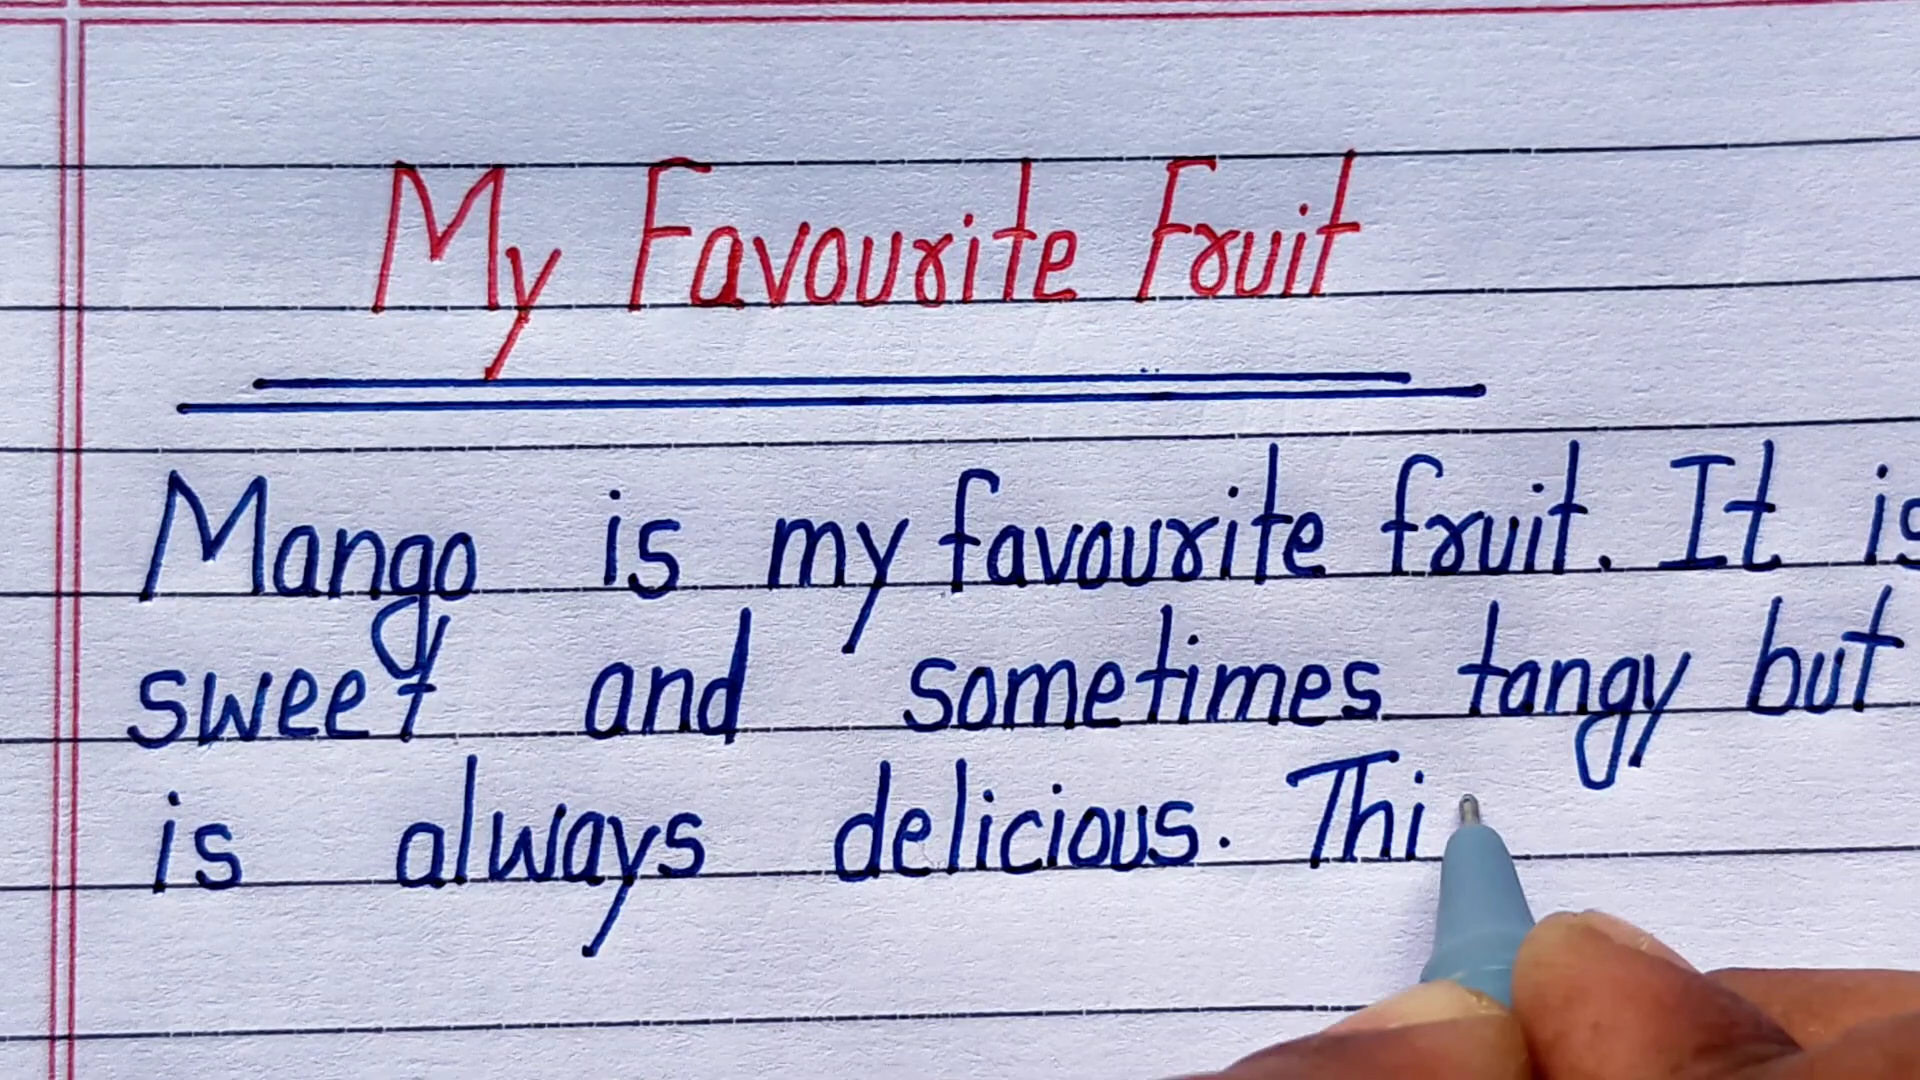 My Favourite Fruit
Mango is my favourite fruit. It is
sweet and sometimes tangy but
is always delicious. Thi